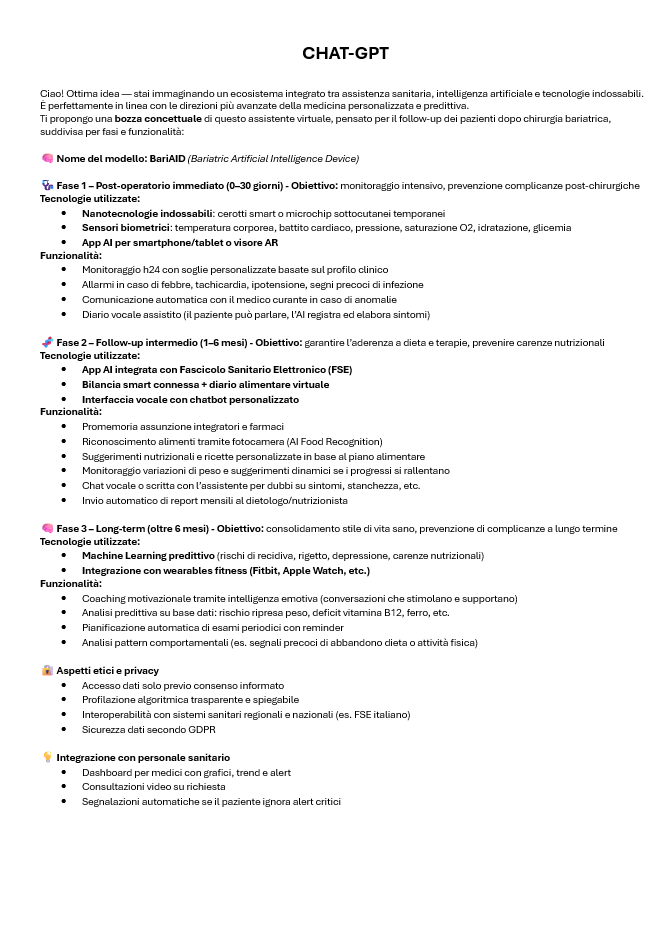 CHAT-GPT
Ciao! Ottima idea — stai immaginando un ecosistema integrato tra assistenza sanitaria, intelligenza artificiale e tecnologie indossabili.
È perfettamente in linea con le direzioni più avanzate della medicina personalizzata e predittiva.
Ti propongo una bozza concettuale di questo assistente virtuale, pensato per il follow-up dei pazienti dopo chirurgia bariatrica,
suddivisa per fasi e funzionalità:
🧠 Nome del modello: BariAID (Bariatric Artificial Intelligence Device)
🩺 Fase 1 – Post-operatorio immediato (0–30 giorni) - Obiettivo: monitoraggio intensivo, prevenzione complicanze post-chirurgiche
Tecnologie utilizzate:
• Nanotecnologie indossabili: cerotti smart o microchip sottocutanei temporanei
• Sensori biometrici: temperatura corporea, battito cardiaco, pressione, saturazione O2, idratazione, glicemia
• App AI per smartphone/tablet o visore AR
Funzionalità:
• Monitoraggio h24 con soglie personalizzate basate sul profilo clinico
• Allarmi in caso di febbre, tachicardia, ipotensione, segni precoci di infezione
• Comunicazione automatica con il medico curante in caso di anomalie
• Diario vocale assistito (il paziente può parlare, l'AI registra ed elabora sintomi)
🚀 Fase 2 – Follow-up intermedio (1–6 mesi) - Obiettivo: garantire l'aderenza a dieta e terapie, prevenire carenze nutrizionali
Tecnologie utilizzate:
• App AI integrata con Fascicolo Sanitario Elettronico (FSE)
• Bilancia smart connessa + diario alimentare virtuale
• Interfaccia vocale con chatbot personalizzato
Funzionalità:
• Promemoria assunzione integratori e farmaci
• Riconoscimento alimenti tramite fotocamera (AI Food Recognition)
• Suggerimenti nutrizionali e ricette personalizzate in base al piano alimentare
• Monitoraggio variazioni di peso e suggerimenti dinamici se i progressi si rallentano
• Chat vocale o scritta con l'assistente per dubbi su sintomi, stanchezza, etc.
• Invio automatico di report mensili al dietologo/nutrizionista
🧠 Fase 3 – Long-term (oltre 6 mesi) - Obiettivo: consolidamento stile di vita sano, prevenzione di complicanze a lungo termine
Tecnologie utilizzate:
• Machine Learning predittivo (rischi di recidiva, rigetto, depressione, carenze nutrizionali)
• Integrazione con wearables fitness (Fitbit, Apple Watch, etc.)
Funzionalità:
• Coaching motivazionale tramite intelligenza emotiva (conversazioni che stimolano e supportano)
• Analisi predittiva su base dati: rischio ripresa peso, deficit vitamina B12, ferro, etc.
• Pianificazione automatica di esami periodici con reminder
• Analisi pattern comportamentali (es. segnali precoci di abbandono dieta o attività fisica)
🔐 Aspetti etici e privacy
• Accesso dati solo previo consenso informato
• Profilazione algoritmica trasparente e spiegabile
• Interoperabilità con sistemi sanitari regionali e nazionali (es. FSE italiano)
• Sicurezza dati secondo GDPR
💡 Integrazione con personale sanitario
• Dashboard per medici con grafici, trend e alert
• Consultazioni video su richiesta
• Segnalazioni automatiche se il paziente ignora alert critici